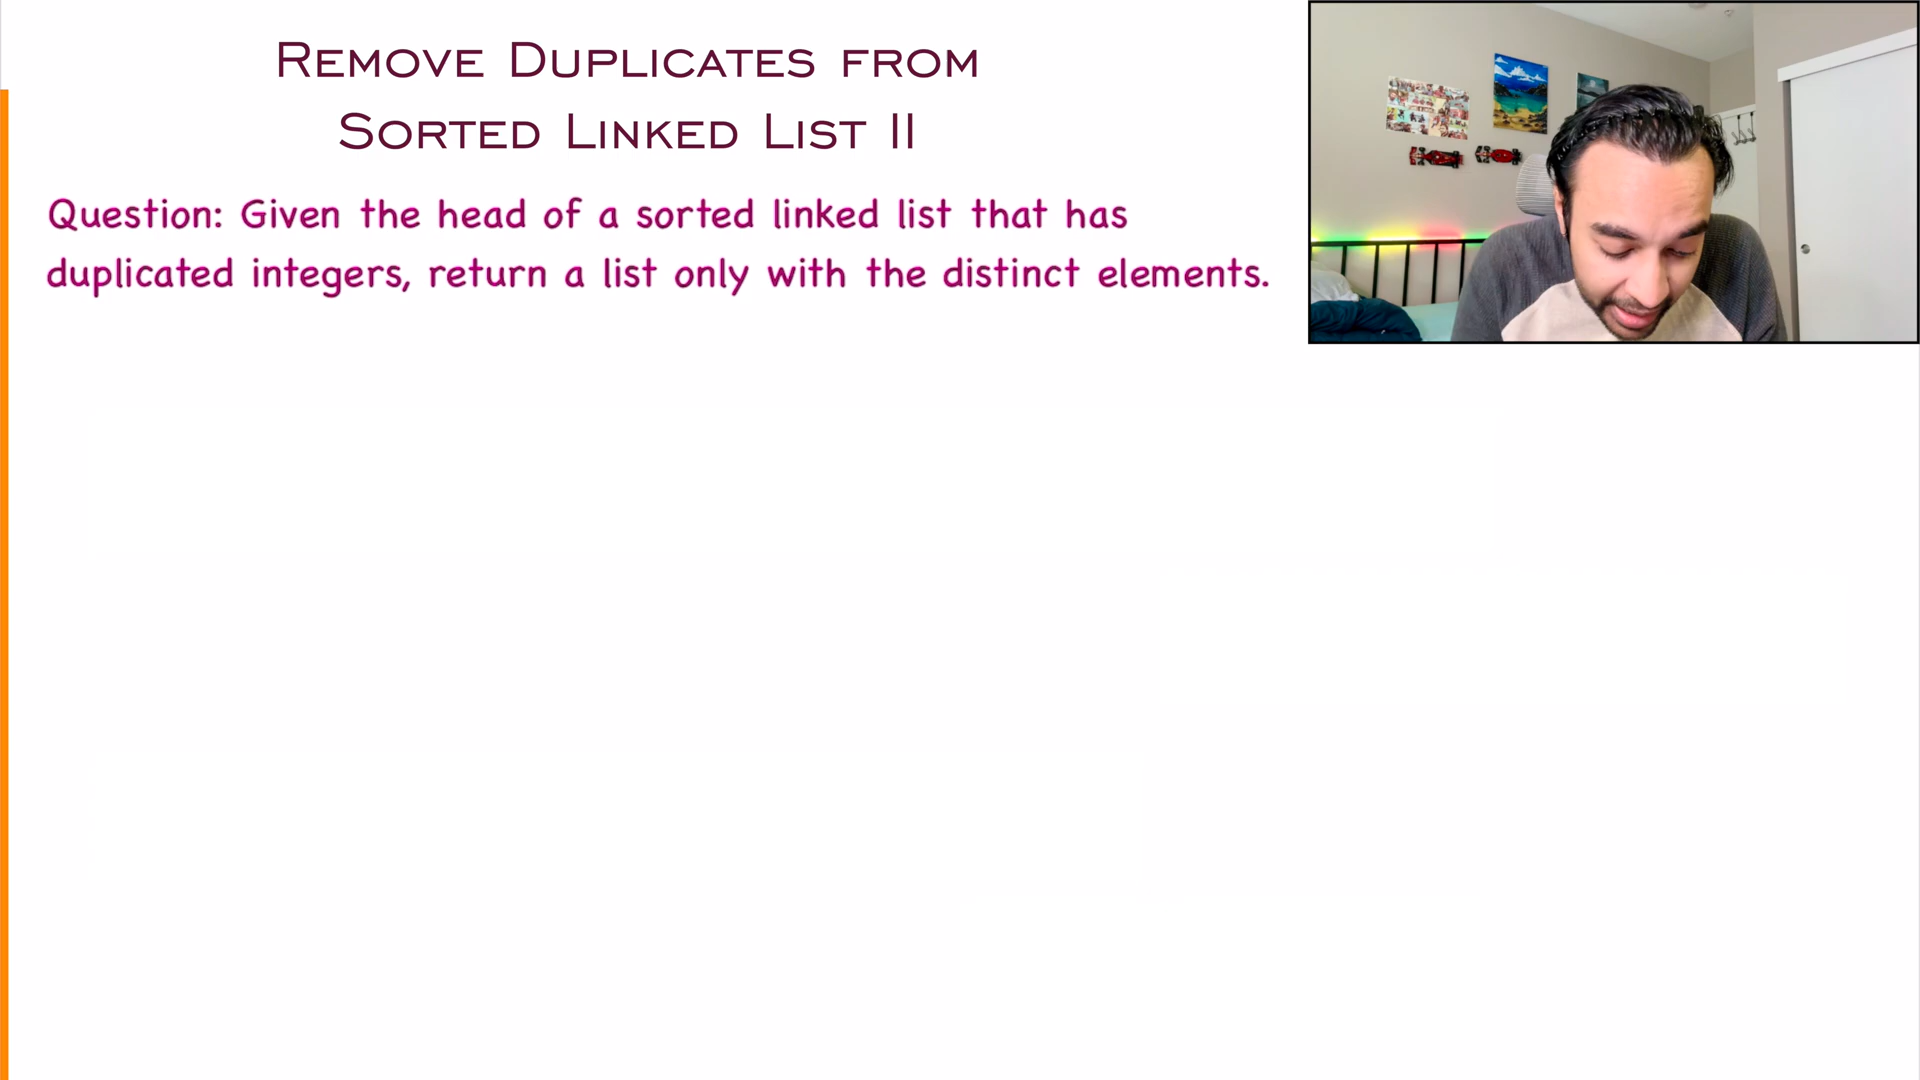 Remove Duplicates from
Sorted Linked List II
Question: Given the head of a sorted linked list that has
duplicated integers, return a list only with the distinct elements.